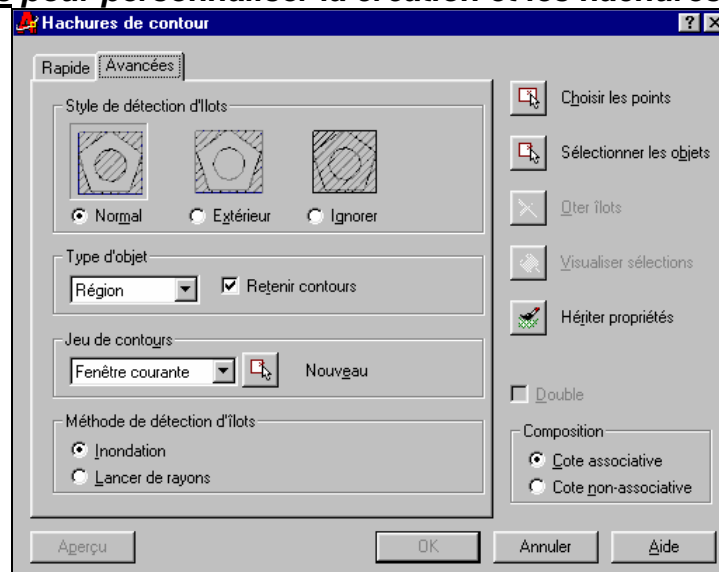 pour personnaliser la création et les hachures
Hachures de contour
Rapide Avancées
Style de détection d'Ilots
Normal Extérieur Ignorer
Type d'objet
Région Retenir contours
Jeu de contours
Fenêtre courante Nouveau
Méthode de détection d'îlots
Inondation
Lancer de rayons
Choisir les points
Sélectionner les objets
Oter îlots
Visualiser sélections
Hériter propriétés
Double
Composition
Cote associative
Cote non-associative
Aperçu OK Annuler Aide